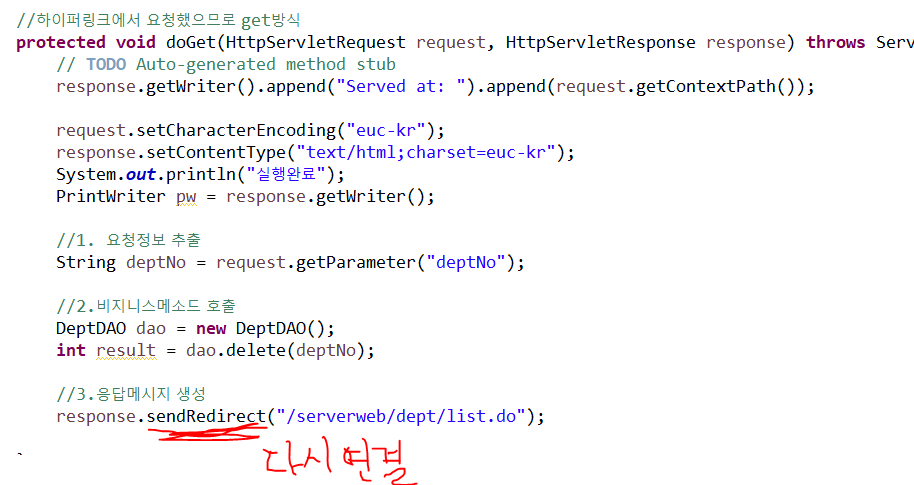 //하이퍼링크에서 요청했으므로 get방식
protected void doGet(HttpServletRequest request, HttpServletResponse response) throws Serv
// TODO Auto-generated method stub
response.getWriter().append("Served at: ").append(request.getContextPath());
request.setCharacterEncoding("euc-kr");
response.setContentType("text/html;charset=euc-kr");
System.out.println("실행완료");
PrintWriter pw = response.getWriter();
//1. 요청정보 추출
String deptNo = request.getParameter("deptNo");
//2.비지니스메소드 호출
DeptDAO dao = new DeptDAO();
int result = dao.delete(deptNo);
//3.응답메시지 생성
response.sendRedirect("/serverweb/dept/list.do");
다시 연결